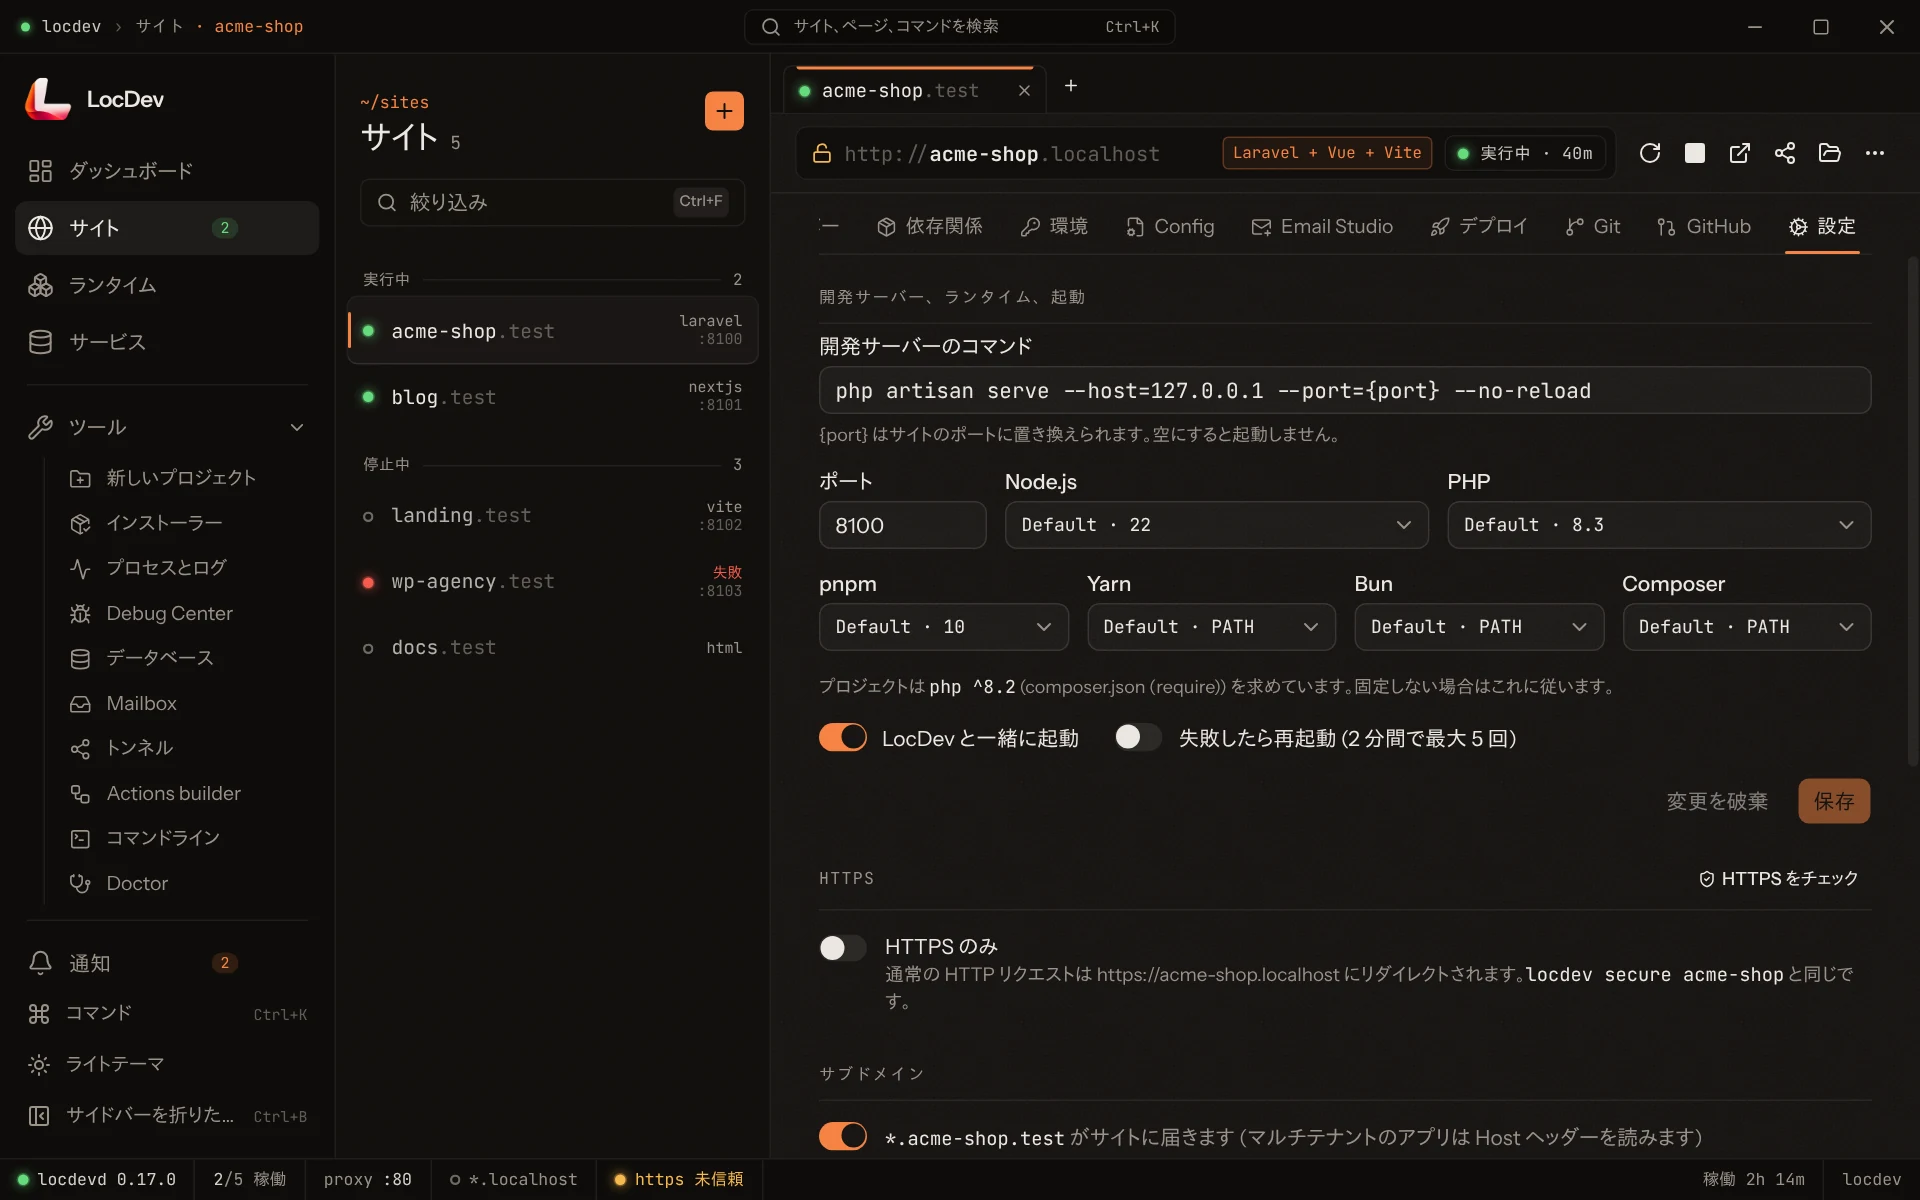 locdev › サイト · acme-shop
サイト、ページ、コマンドを検索 Ctrl+K
LocDev
ダッシュボード
サイト 2
ランタイム
サービス
ツール
新しいプロジェクト
インストーラー
プロセスとログ
Debug Center
データベース
Mailbox
トンネル
Actions builder
コマンドライン
Doctor
通知 2
コマンド Ctrl+K
ライトテーマ
サイドバーを折りた... Ctrl+B
~/sites
サイト 5
絞り込み Ctrl+F
実行中 2
acme-shop.test laravel :8100
blog.test nextjs :8101
停止中 3
landing.test vite :8102
wp-agency.test 失敗 :8103
docs.test html
acme-shop.test
http://acme-shop.localhost Laravel + Vue + Vite 実行中 · 40m
依存関係 環境 Config Email Studio デプロイ Git GitHub 設定
開発サーバー、ランタイム、起動
開発サーバーのコマンド
php artisan serve --host=127.0.0.1 --port={port} --no-reload
{port} はサイトのポートに置き換えられます。空にすると起動しません。
ポート Node.js PHP
8100 Default · 22 Default · 8.3
pnpm Yarn Bun Composer
Default · 10 Default · PATH Default · PATH Default · PATH
プロジェクトは php ^8.2 (composer.json (require)) を求めています。固定しない場合はこれに従います。
LocDev と一緒に起動 失敗したら再起動 (2 分間で最大 5 回)
変更を破棄 保存
HTTPS HTTPS をチェック
HTTPS のみ
通常の HTTP リクエストは https://acme-shop.localhost にリダイレクトされます。locdev secure acme-shop と同じで
す。
サブドメイン
*.acme-shop.test がサイトに届きます (マルチテナントのアプリは Host ヘッダーを読みます)
locdevd 0.17.0 2/5 稼働 proxy :80 *.localhost https 未信頼 稼働 2h 14m locdev